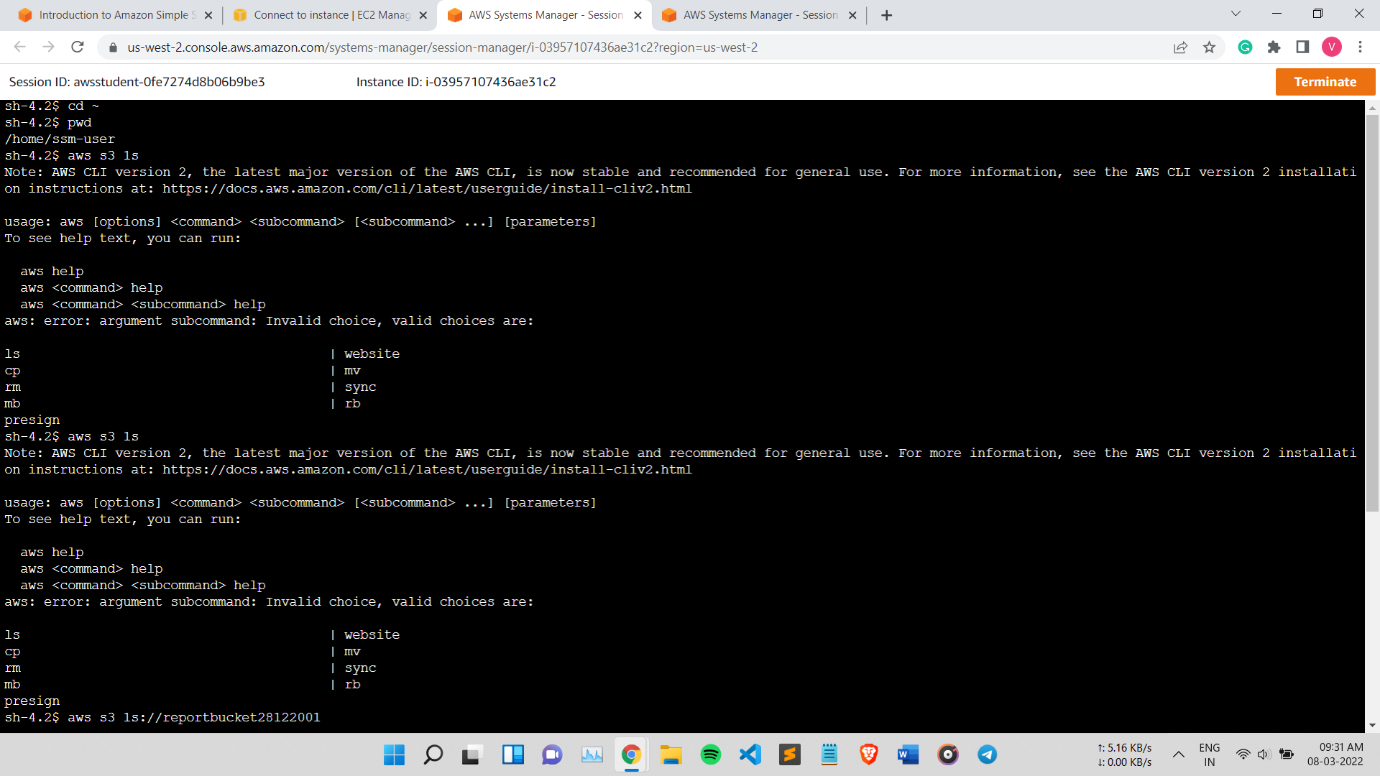 Introduction to Amazon Simple S
Connect to instance | EC2 Manag
AWS Systems Manager - Session
AWS Systems Manager - Session
us-west-2.console.aws.amazon.com/systems-manager/session-manager/i-03957107436ae31c2?region=us-west-2
V
Session ID: awsstudent-0fe7274d8b06b9be3
Instance ID: i-03957107436ae31c2
Terminate
sh-4.2$ cd ~
sh-4.2$ pwd
/home/ssm-user
sh-4.2$ aws s3 1s
Note: AWS CLI version 2, the latest major version of the AWS CLI, is now stable and recommended for general use. For more information, see the AWS CLI version 2 installati
on instructions at: https://docs.aws.amazon.com/cli/latest/userguide/install-cliv2.html
usage: aws [options] <command> <subcommand> [<subcommand> ...] [parameters]
To see help text, you can run:
aws help
aws <command> help
aws <command> <subcommand> help
aws: error: argument subcommand: Invalid choice, valid choices are:
ls | website
cp | mv
rm | sync
mb | rb
presign
sh-4.2$ aws s3 1s
Note: AWS CLI version 2, the latest major version of the AWS CLI, is now stable and recommended for general use. For more information, see the AWS CLI version 2 installati
on instructions at: https://docs.aws.amazon.com/cli/latest/userguide/install-cliv2.html
usage: aws [options] <command> <subcommand> [<subcommand> ...] [parameters]
To see help text, you can run:
aws help
aws <command> help
aws <command> <subcommand> help
aws: error: argument subcommand: Invalid choice, valid choices are:
ls | website
cp | mv
rm | sync
mb | rb
presign
sh-4.2$ aws s3 1s://reportbucket28122001
↑: 5.16 KB/s
↓: 0.00 KB/s
ENG
IN
09:31 AM
08-03-2022